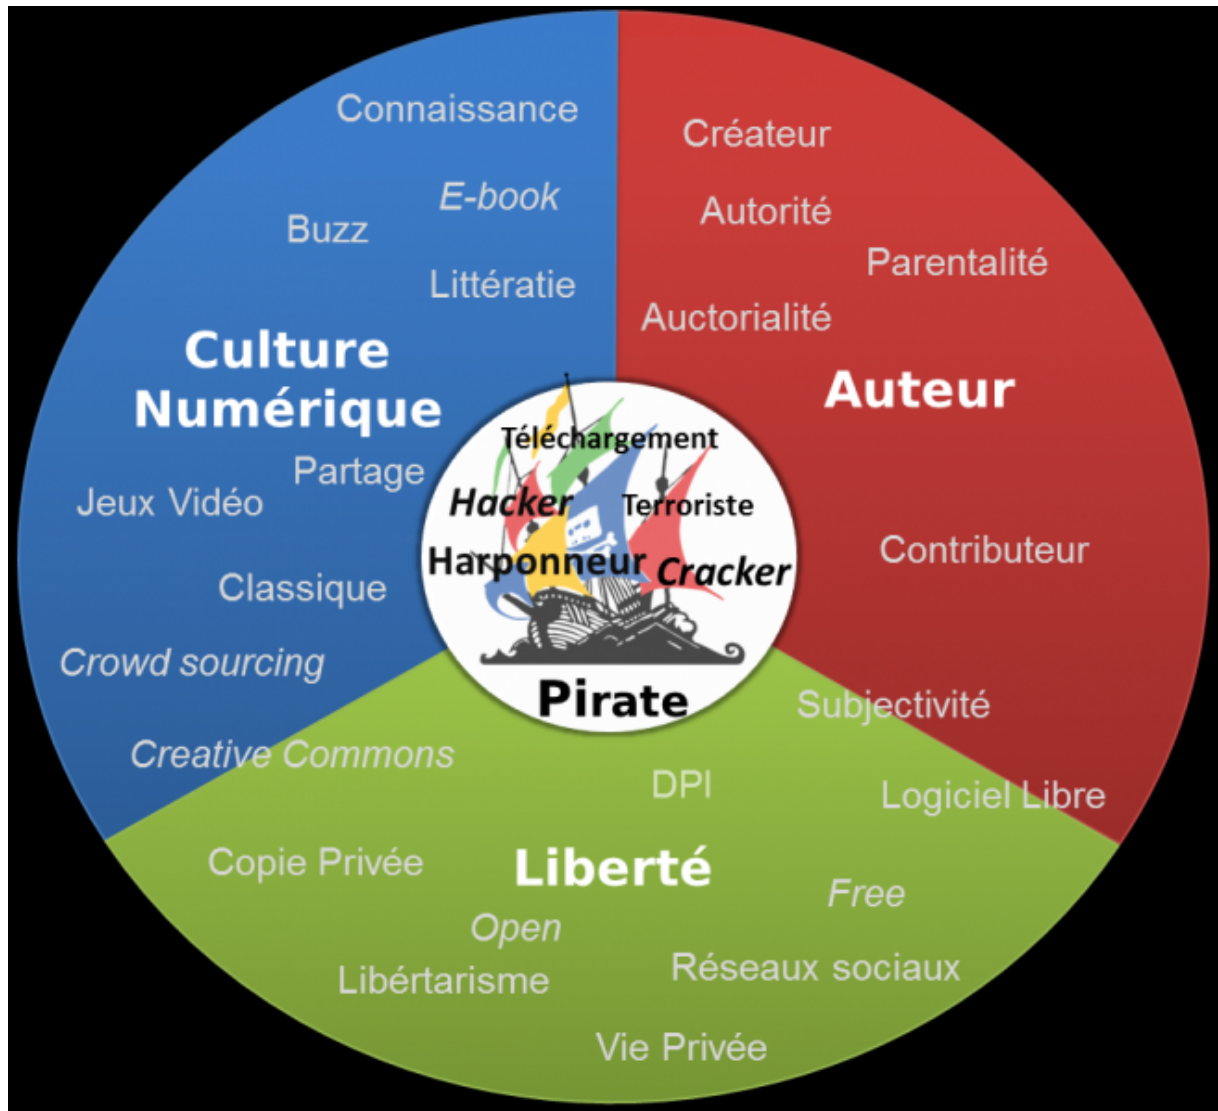 Connaissance
E-book
Buzz
Littératie
Culture
Numérique
Partage
Jeux Vidéo
Classique
Crowd sourcing
Creative Commons
Créateur
Autorité
Parentalité
Auctorialité
Auteur
Contributeur
Subjectivité
Logiciel Libre
Téléchargement
Hacker
Terroriste
Harponneur
Cracker
Pirate
DPI
Copie Privée
Liberté
Free
Open
Libértarisme
Réseaux sociaux
Vie Privée